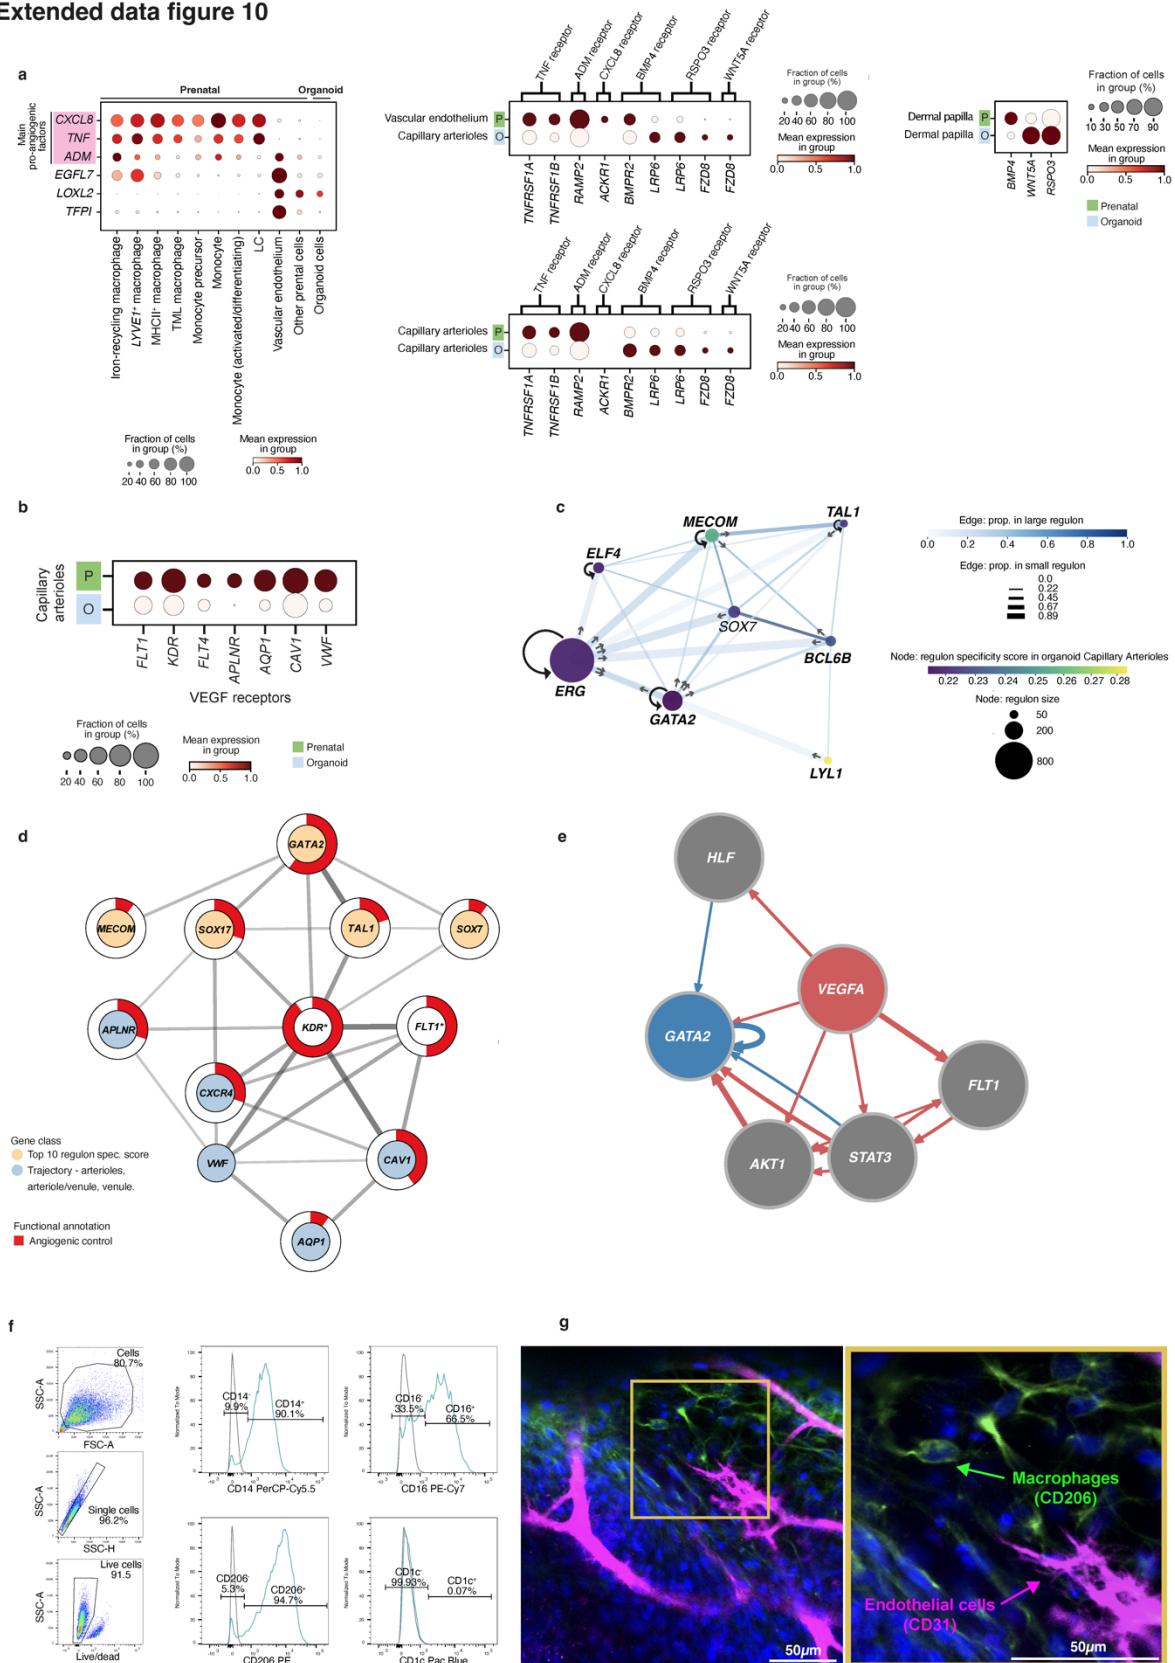 Extended data figure 10
a
Prenatal
Organoid
Main
pro-angiogenic
factors
CXCL8
TNF
ADM
EGFL7
LOXL2
TFPI
Iron-recycling macrophage
LYVE1+ macrophage
MHCII+ macrophage
TML macrophage
Monocyte precursor
Monocyte
Monocyte (activated/differentiating)
LC
Vascular endothelium
Other prental cells
Organoid cells
Fraction of cells
in group (%)
20 40 60 80 100
Mean expression
in group
0.0 0.5 1.0
TNF receptor
ADM receptor
CXCL8 receptor
BMP4 receptor
RSPO3 receptor
WNT5A receptor
Vascular endothelium P
Capillary arterioles O
TNFRSF1A
TNFRSF1B
RAMP2
ACKR1
BMPR2
LRP6
LRP6
FZD8
FZD8
Fraction of cells
in group (%)
20 40 60 80 100
Mean expression
in group
0.0 0.5 1.0
TNF receptor
ADM receptor
CXCL8 receptor
BMP4 receptor
RSPO3 receptor
WNT5A receptor
Capillary arterioles P
Capillary arterioles O
TNFRSF1A
TNFRSF1B
RAMP2
ACKR1
BMPR2
LRP6
LRP6
FZD8
FZD8
Fraction of cells
in group (%)
20 40 60 80 100
Mean expression
in group
0.0 0.5 1.0
Dermal papilla P
Dermal papilla O
BMP4
WNT5A
RSPO3
Fraction of cells
in group (%)
10 30 50 70 90
Mean expression
in group
0.0 0.5 1.0
Prenatal
Organoid
b
Capillary
arterioles
P
O
FLT1
KDR
FLT4
APLNR
AQP1
CAV1
VWF
VEGF receptors
Fraction of cells
in group (%)
20 40 60 80 100
Mean expression
in group
0.0 0.5 1.0
Prenatal
Organoid
c
MECOM
TAL1
ELF4
SOX7
BCL6B
ERG
GATA2
LYL1
Edge: prop. in large regulon
0.0 0.2 0.4 0.6 0.8 1.0
Edge: prop. in small regulon
0.0
0.22
0.45
0.67
0.89
Node: regulon specificity score in organoid Capillary Arterioles
0.22 0.23 0.24 0.25 0.26 0.27 0.28
Node: regulon size
50
200
800
d
GATA2
MECOM
SOX17
TAL1
SOX7
APLNR
KDR*
FLT1*
CXCR4
VWF
CAV1
AQP1
Gene class
Top 10 regulon spec. score
Trajectory - arterioles,
arteriole/venule, venule.
Functional annotation
Angiogenic control
e
HLF
VEGFA
GATA2
FLT1
AKT1
STAT3
f
Cells
80.7%
SSC-A
FSC-A
Single cells
96.2%
SSC-A
SSC-H
Live cells
91.5
SSC-A
Live/dead
Normalized To Mode
CD14-
9.9%
CD14+
90.1%
CD14 PerCP-Cy5.5
Normalized To Mode
CD16-
33.5%
CD16+
66.5%
CD16 PE-Cy7
Normalized To Mode
CD206-
5.3%
CD206+
94.7%
CD206 PE
Normalized To Mode
CD1c-
99.93%
CD1c+
0.07%
CD1c Pac Blue
g
50µm
Macrophages
(CD206)
Endothelial cells
(CD31)
50µm